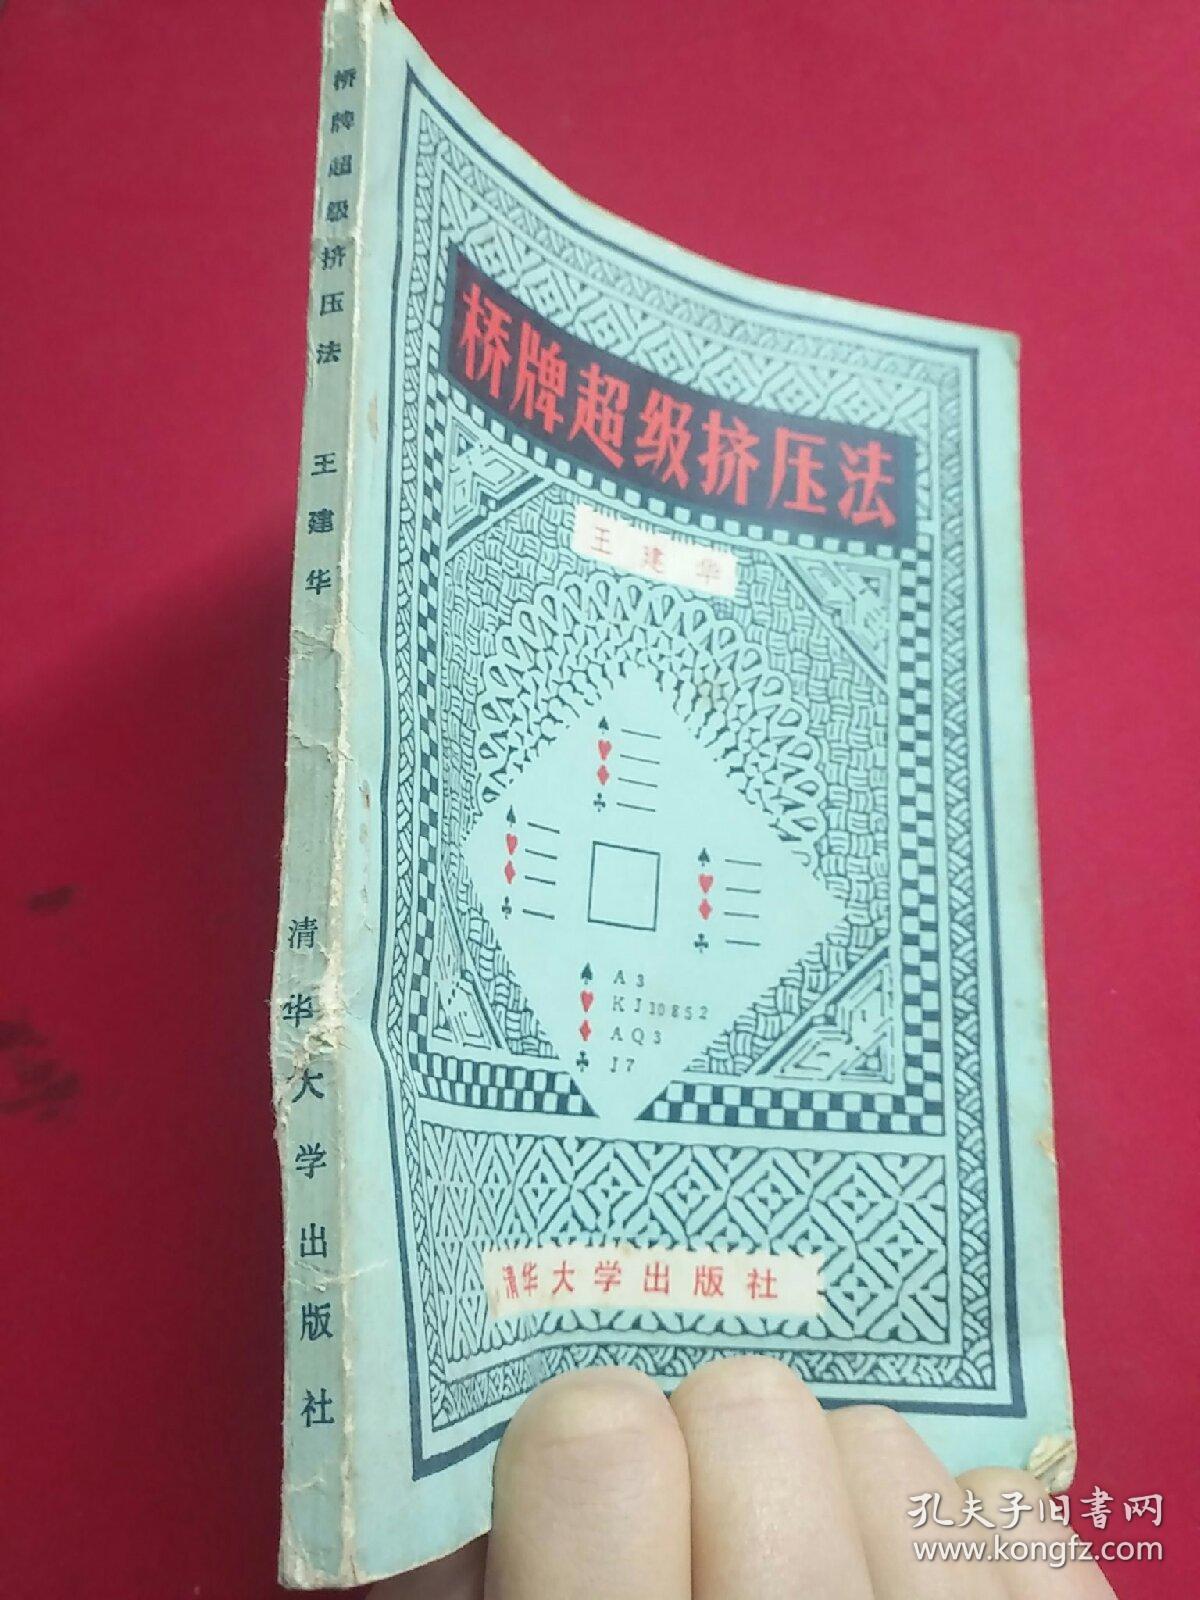 桥牌超级挤压法 王建华 清华大学出版社
桥牌超级挤压法
王建华
♠ —
♥ —
♦ —
♣ —
♠ —
♥ —
♦ —
♣ —
♠ —
♥ —
♦ —
♣ —
♠ A 3
♥ K J 10 8 5 2
♦ A Q 3
♣ J 7
清华大学出版社
孔夫子旧书网
www.kongfz.com